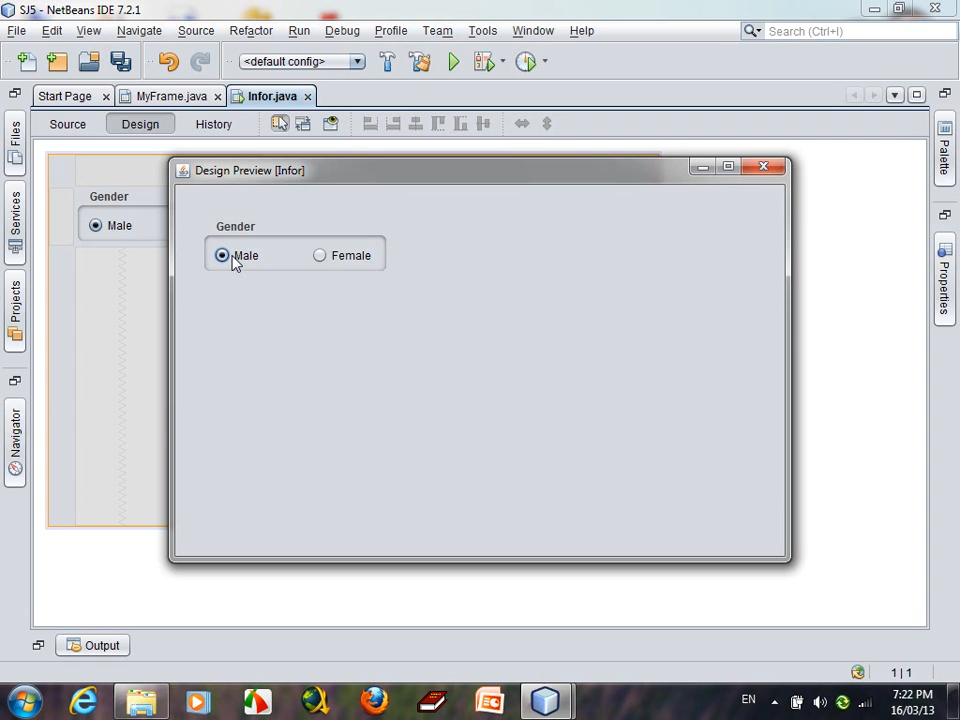 SJ5 - NetBeans IDE 7.2.1
File Edit View Navigate Source Refactor Run Debug Profile Team Tools Window Help
Search (Ctrl+I)
<default config>
Start Page MyFrame.java Infor.java
Source Design History
Files
Services
Projects
Navigator
Palette
Properties
Gender
Male
Design Preview [Infor]
Gender
Male Female
Output
1 | 1
EN
7:22 PM
16/03/13